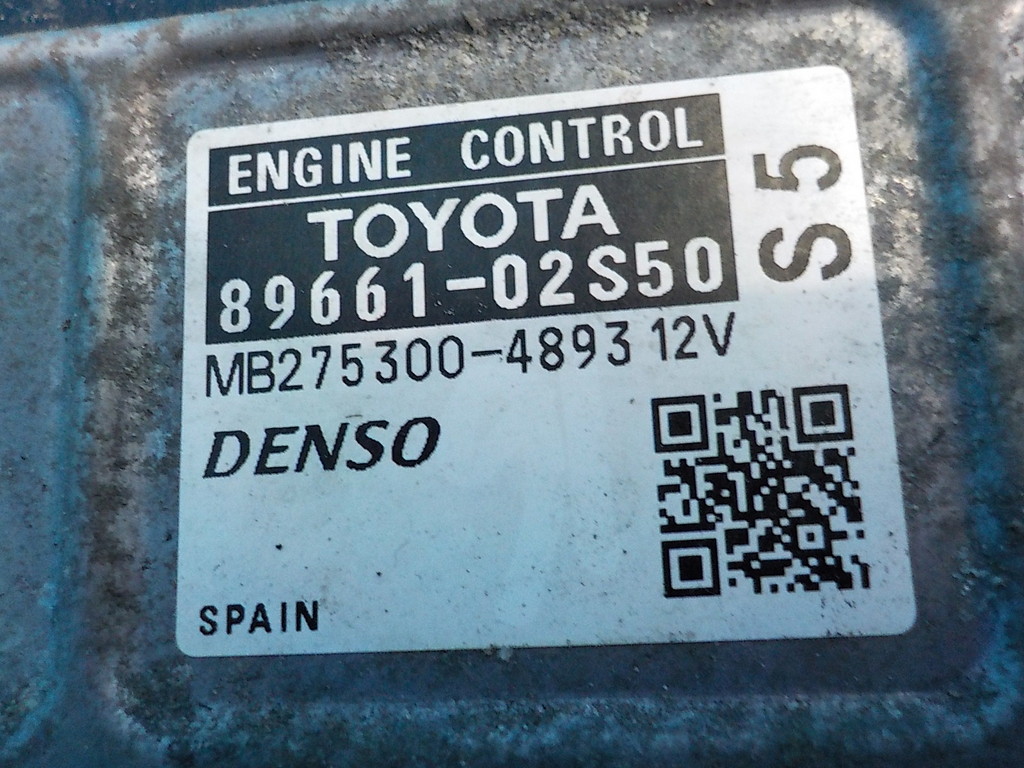 ENGINE CONTROL
TOYOTA
89661-02S50
S5
MB275300-4893 12V
DENSO
SPAIN